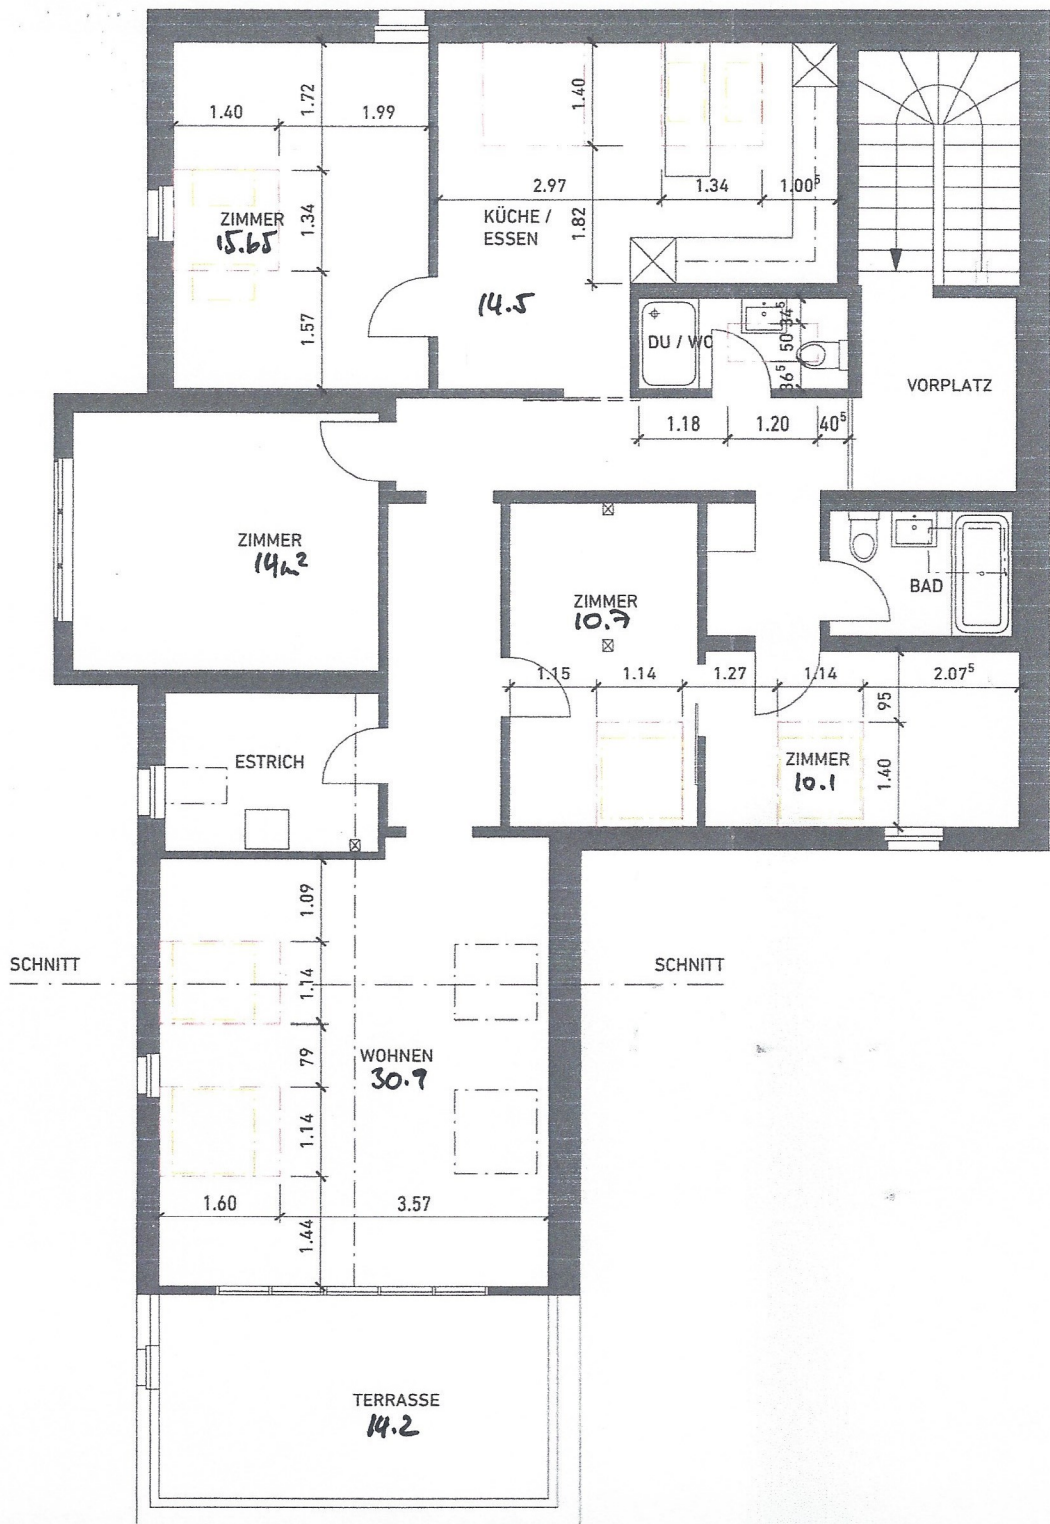 1.40
1.72
1.99
1.34
ZIMMER
15.65
1.57
1.40
2.97
1.34
1.00⁵
KÜCHE /
ESSEN
1.82
14.5
DU / WC
34⁵
50
36⁵
VORPLATZ
1.18
1.20
40⁵
ZIMMER
14m²
ZIMMER
10.7
BAD
1.15
1.14
1.27
1.14
2.07⁵
95
ESTRICH
ZIMMER
10.1
1.40
1.09
SCHNITT
SCHNITT
1.14
79
WOHNEN
30.9
1.14
1.60
3.57
1.44
TERRASSE
14.2